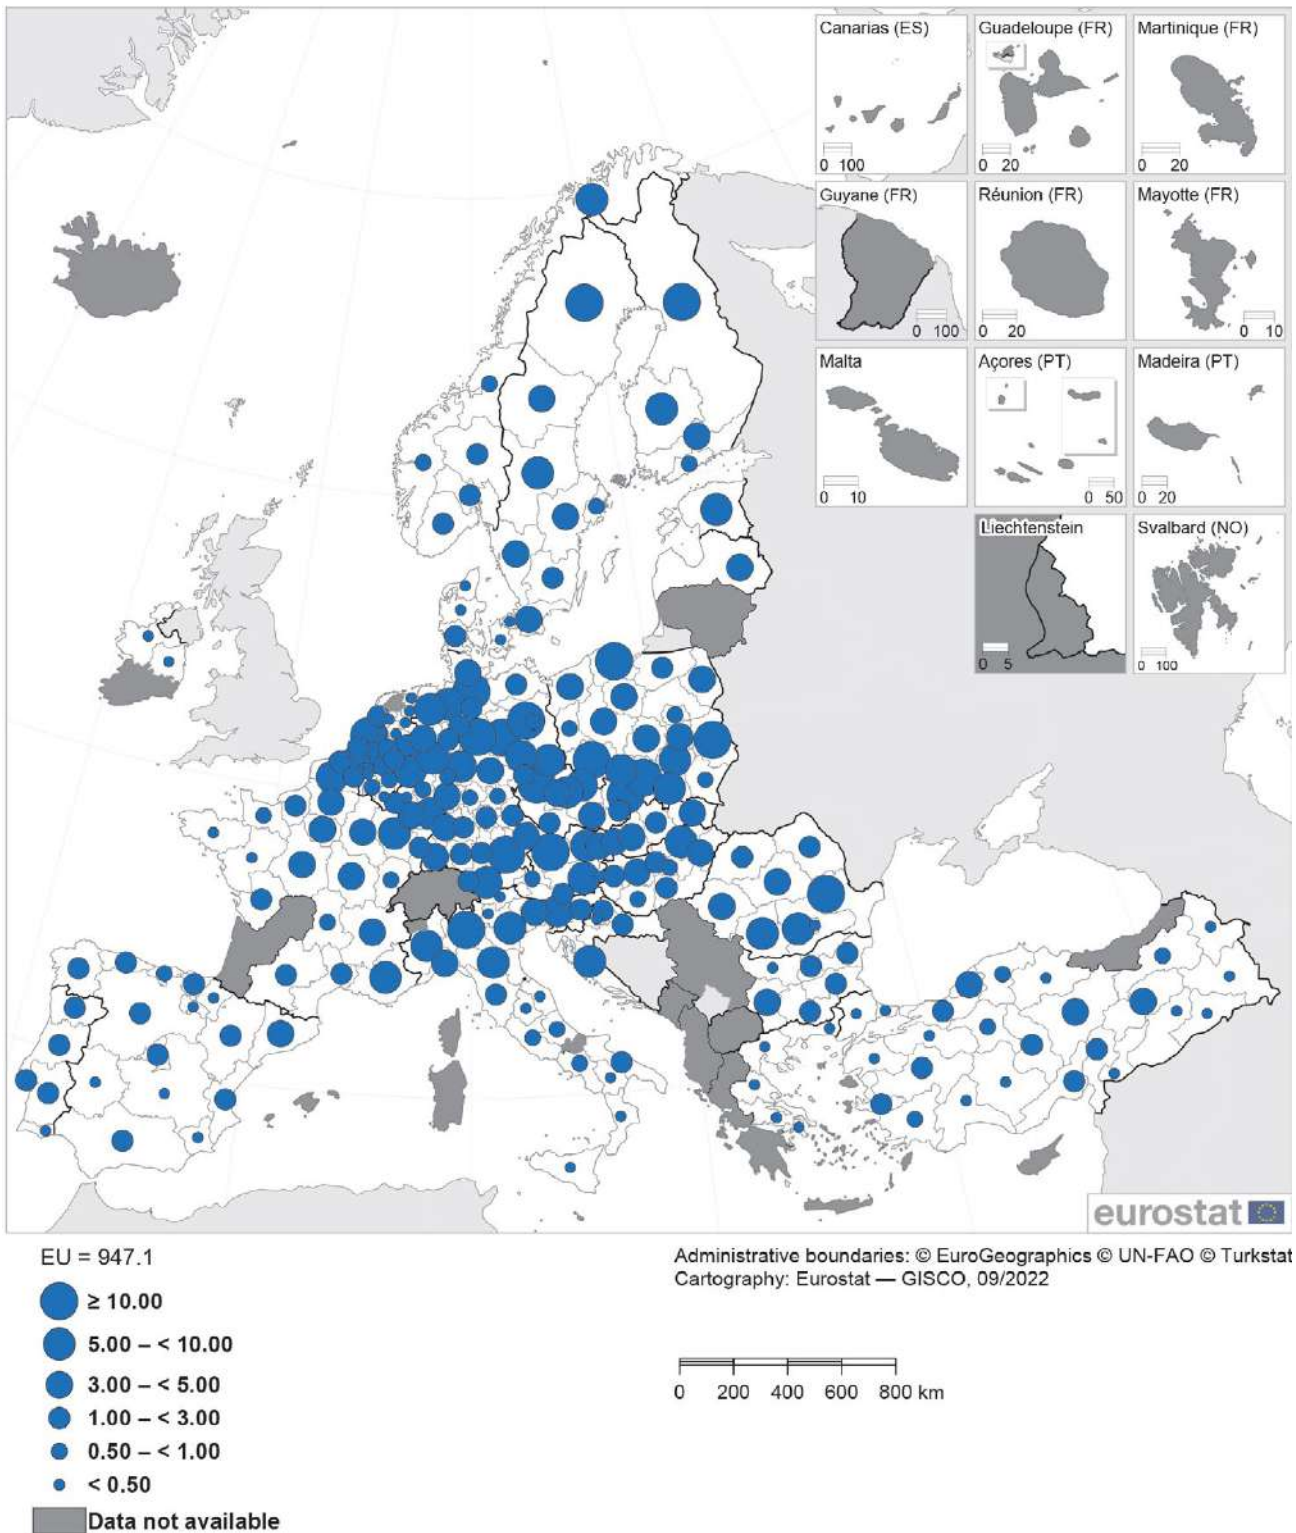 Canarias (ES)
0 100
Guadeloupe (FR)
0 20
Martinique (FR)
0 20
Guyane (FR)
0 100
Réunion (FR)
0 20
Mayotte (FR)
0 10
Malta
0 10
Açores (PT)
0 50
Madeira (PT)
0 20
Liechtenstein
0 5
Svalbard (NO)
0 100
eurostat
EU = 947.1
≥ 10.00
5.00 – < 10.00
3.00 – < 5.00
1.00 – < 3.00
0.50 – < 1.00
< 0.50
Data not available
Administrative boundaries: © EuroGeographics © UN-FAO © Turkstat
Cartography: Eurostat — GISCO, 09/2022
0 200 400 600 800 km